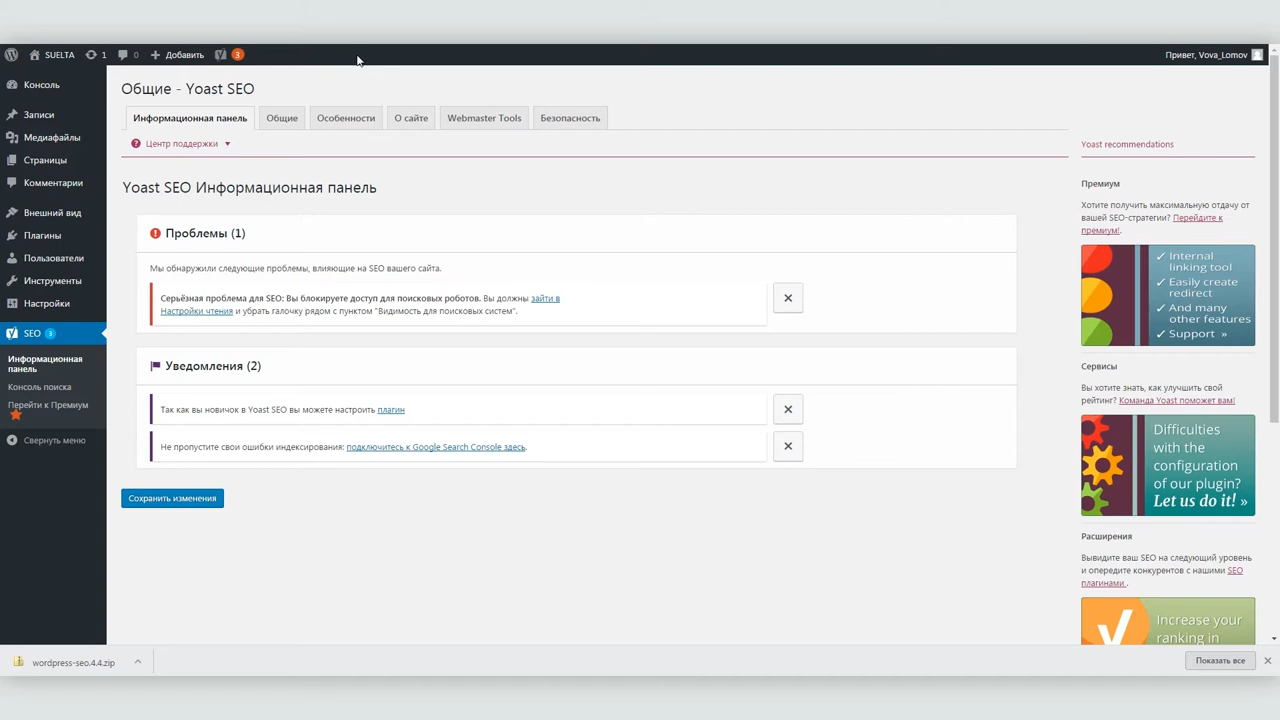 SUELTA 1 0 Добавить 3 Привет, Vova_Lomov
Консоль
Записи
Медиафайлы
Страницы
Комментарии
Внешний вид
Плагины
Пользователи
Инструменты
Настройки
SEO 3
Информационная
панель
Консоль поиска
Перейти к Премиум
Свернуть меню
Общие - Yoast SEO
Информационная панель Общие Особенности О сайте Webmaster Tools Безопасность
Центр поддержки
Yoast SEO Информационная панель
Проблемы (1)
Мы обнаружили следующие проблемы, влияющие на SEO вашего сайта.
Серьёзная проблема для SEO: Вы блокируете доступ для поисковых роботов. Вы должны зайти в
Настройки чтения и убрать галочку рядом с пунктом "Видимость для поисковых систем".
Уведомления (2)
Так как вы новичок в Yoast SEO вы можете настроить плагин
Не пропустите свои ошибки индексирования: подключитесь к Google Search Console здесь.
Сохранить изменения
Yoast recommendations
Премиум
Хотите получить максимальную отдачу от
вашей SEO-стратегии? Перейдите к
премиум!.
✓ Internal
linking tool
✓ Easily create
redirect
✓ And many
other features
✓ Support »
Сервисы
Вы хотите знать, как улучшить свой
рейтинг? Команда Yoast поможет вам!
Difficulties
with the
configuration
of our plugin?
Let us do it! »
Расширения
Вывидите ваш SEO на следующий уровень
и опередите конкурентов с нашими SEO
плагинами .
Increase your
ranking in
wordpress-seo.4.4.zip
Показать все